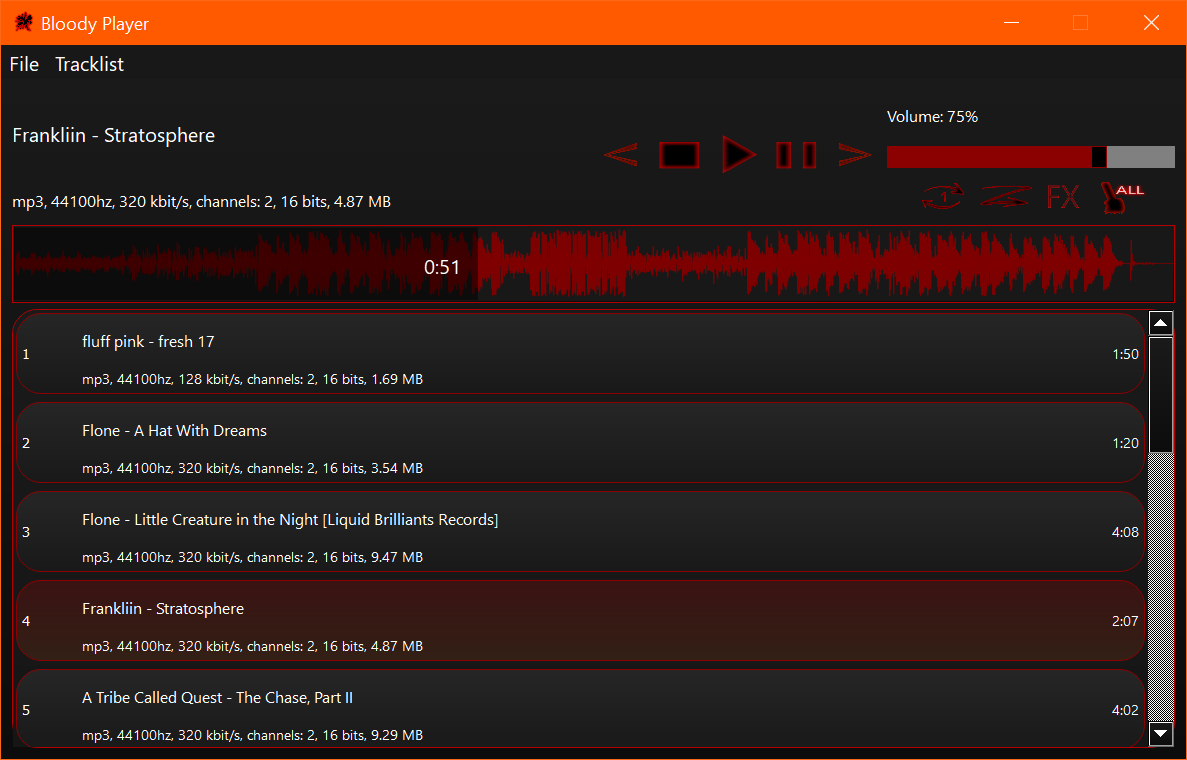 Bloody Player
File Tracklist
Frankliin - Stratosphere
Volume: 75%
mp3, 44100hz, 320 kbit/s, channels: 2, 16 bits, 4.87 MB
1 FX ALL
0:51
fluff pink - fresh 17
1 1:50
mp3, 44100hz, 128 kbit/s, channels: 2, 16 bits, 1.69 MB
Flone - A Hat With Dreams
2 1:20
mp3, 44100hz, 320 kbit/s, channels: 2, 16 bits, 3.54 MB
Flone - Little Creature in the Night [Liquid Brilliants Records]
3 4:08
mp3, 44100hz, 320 kbit/s, channels: 2, 16 bits, 9.47 MB
Frankliin - Stratosphere
4 2:07
mp3, 44100hz, 320 kbit/s, channels: 2, 16 bits, 4.87 MB
A Tribe Called Quest - The Chase, Part II
5 4:02
mp3, 44100hz, 320 kbit/s, channels: 2, 16 bits, 9.29 MB